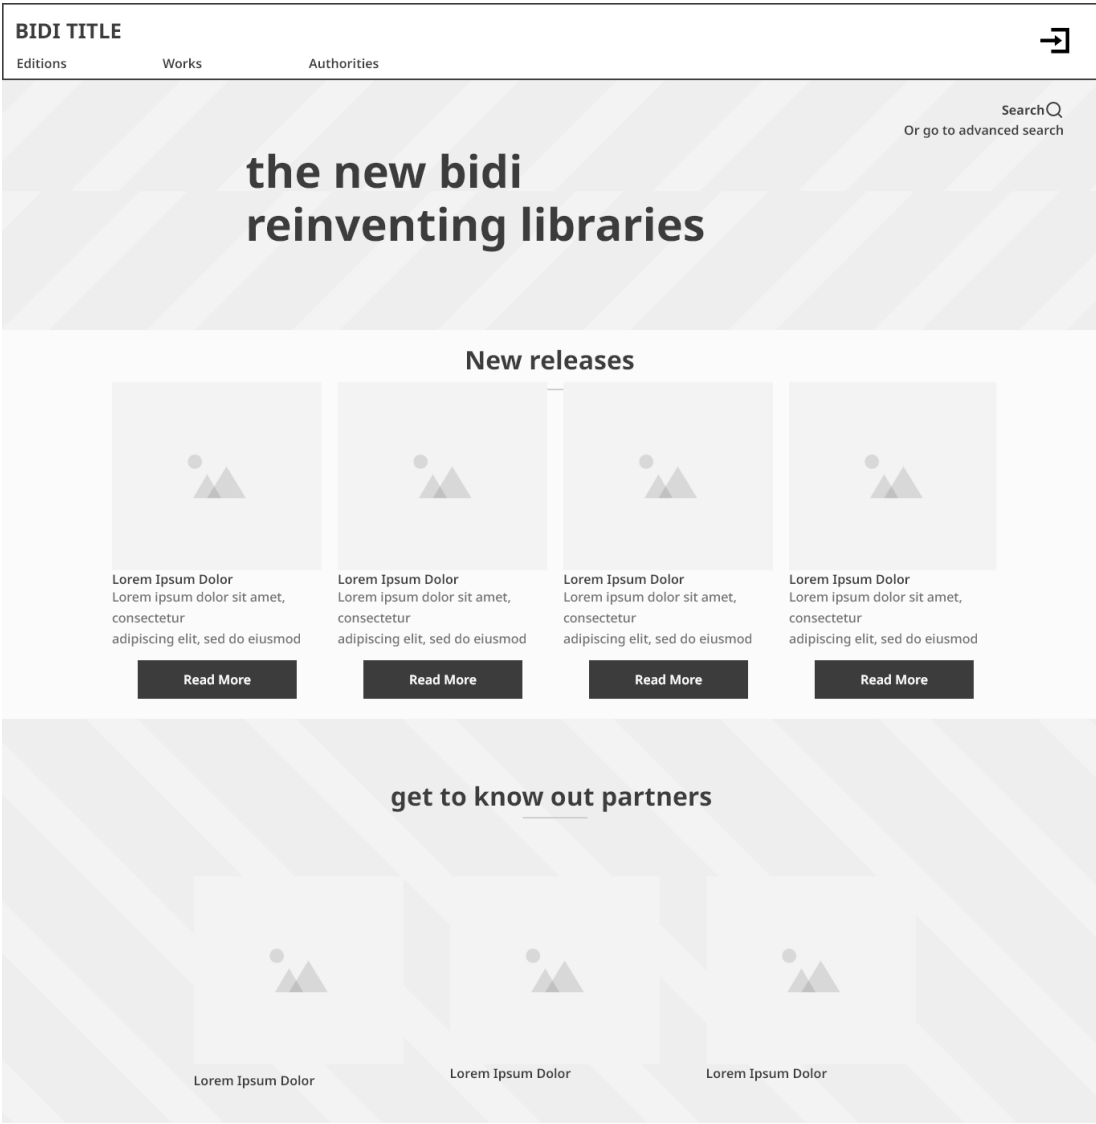 BIDI TITLE
Editions Works Authorities
Search
Or go to advanced search
the new bidi
reinventing libraries
New releases
Lorem Ipsum Dolor
Lorem ipsum dolor sit amet,
consectetur
adipiscing elit, sed do eiusmod
Read More
Lorem Ipsum Dolor
Lorem ipsum dolor sit amet,
consectetur
adipiscing elit, sed do eiusmod
Read More
Lorem Ipsum Dolor
Lorem ipsum dolor sit amet,
consectetur
adipiscing elit, sed do eiusmod
Read More
Lorem Ipsum Dolor
Lorem ipsum dolor sit amet,
consectetur
adipiscing elit, sed do eiusmod
Read More
get to know out partners
Lorem Ipsum Dolor
Lorem Ipsum Dolor
Lorem Ipsum Dolor